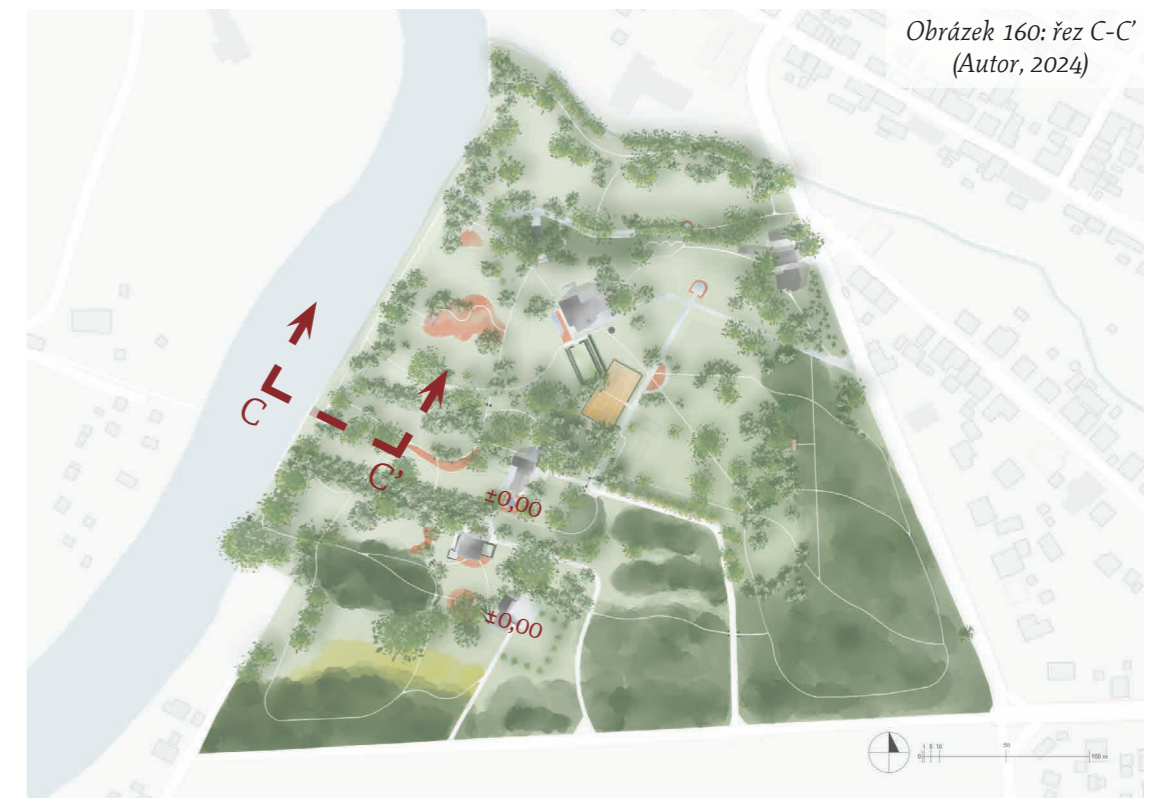 Obrázek 160: řez C-C’
(Autor, 2024)
C
C’
±0,00
±0,00
0 1 5 10 50 100 m